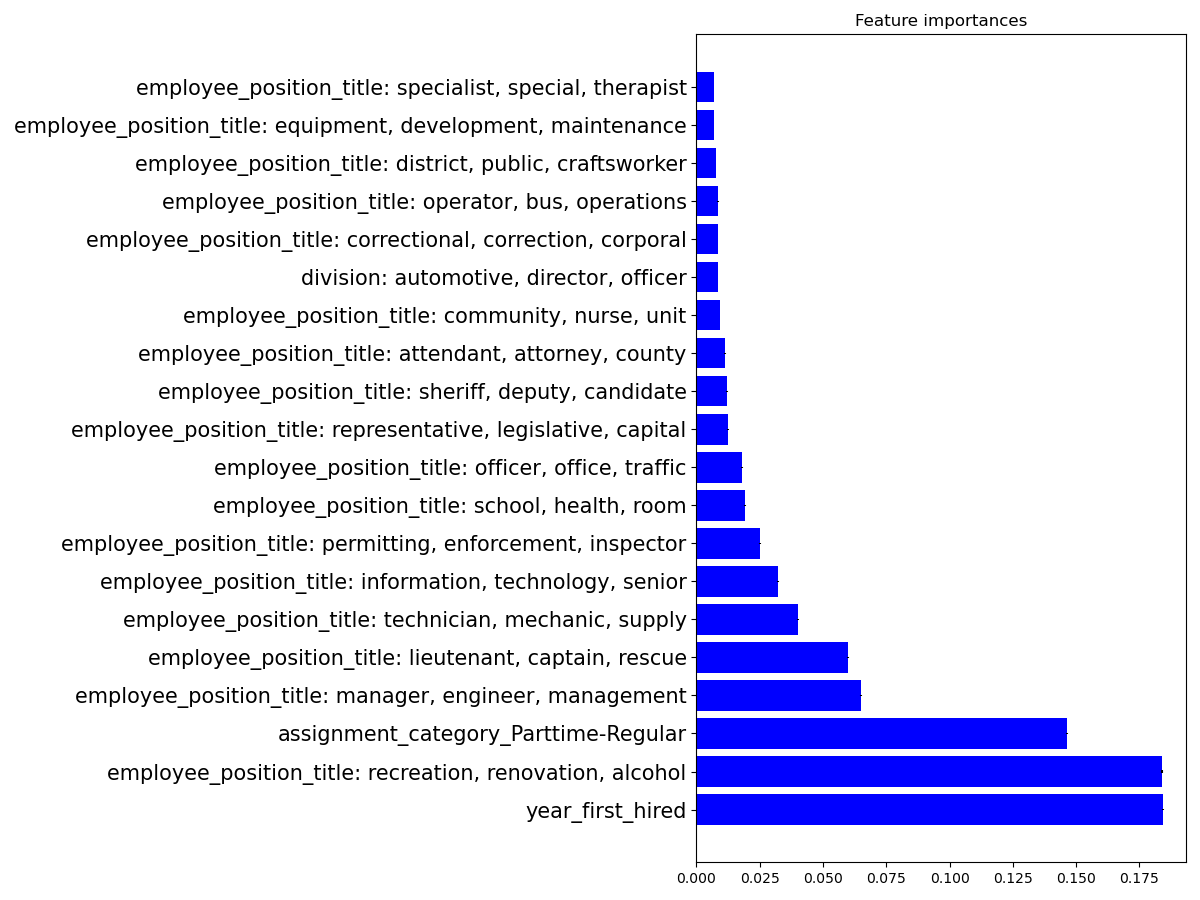 Feature importances
employee_position_title: specialist, special, therapist
employee_position_title: equipment, development, maintenance
employee_position_title: district, public, craftsworker
employee_position_title: operator, bus, operations
employee_position_title: correctional, correction, corporal
division: automotive, director, officer
employee_position_title: community, nurse, unit
employee_position_title: attendant, attorney, county
employee_position_title: sheriff, deputy, candidate
employee_position_title: representative, legislative, capital
employee_position_title: officer, office, traffic
employee_position_title: school, health, room
employee_position_title: permitting, enforcement, inspector
employee_position_title: information, technology, senior
employee_position_title: technician, mechanic, supply
employee_position_title: lieutenant, captain, rescue
employee_position_title: manager, engineer, management
assignment_category_Parttime-Regular
employee_position_title: recreation, renovation, alcohol
year_first_hired
0.000 0.025 0.050 0.075 0.100 0.125 0.150 0.175